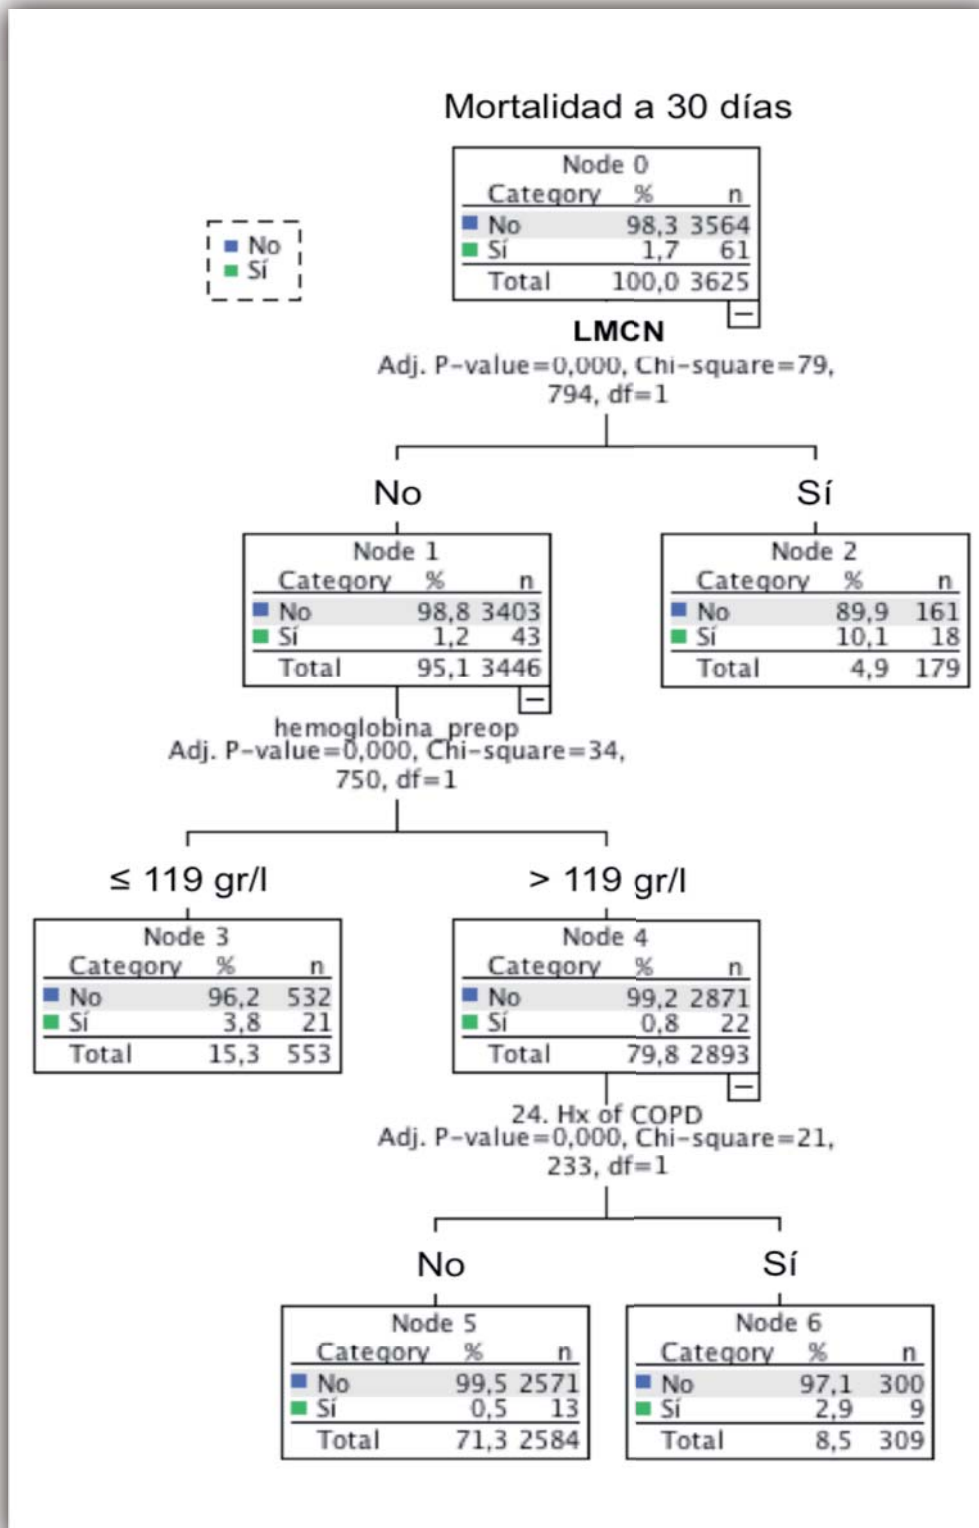 Mortalidad a 30 días
Node 0
Category % n
No 98,3 3564
Sí 1,7 61
Total 100,0 3625
No
Sí
LMCN
Adj. P-value=0,000, Chi-square=79,
794, df=1
No
Sí
Node 1
Category % n
No 98,8 3403
Sí 1,2 43
Total 95,1 3446
Node 2
Category % n
No 89,9 161
Sí 10,1 18
Total 4,9 179
hemoglobina_preop
Adj. P-value=0,000, Chi-square=34,
750, df=1
≤ 119 gr/l
> 119 gr/l
Node 3
Category % n
No 96,2 532
Sí 3,8 21
Total 15,3 553
Node 4
Category % n
No 99,2 2871
Sí 0,8 22
Total 79,8 2893
24. Hx of COPD
Adj. P-value=0,000, Chi-square=21,
233, df=1
No
Sí
Node 5
Category % n
No 99,5 2571
Sí 0,5 13
Total 71,3 2584
Node 6
Category % n
No 97,1 300
Sí 2,9 9
Total 8,5 309